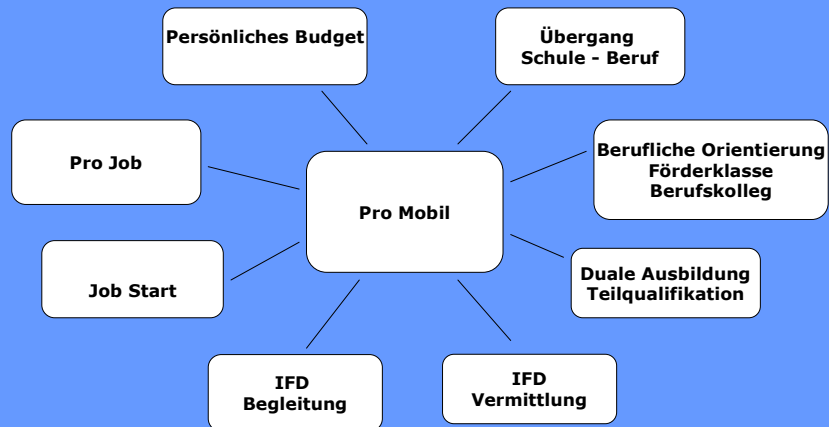 Persönliches Budget
Übergang
Schule - Beruf
Pro Job
Berufliche Orientierung
Förderklasse
Berufskolleg
Pro Mobil
Job Start
Duale Ausbildung
Teilqualifikation
IFD
Begleitung
IFD
Vermittlung